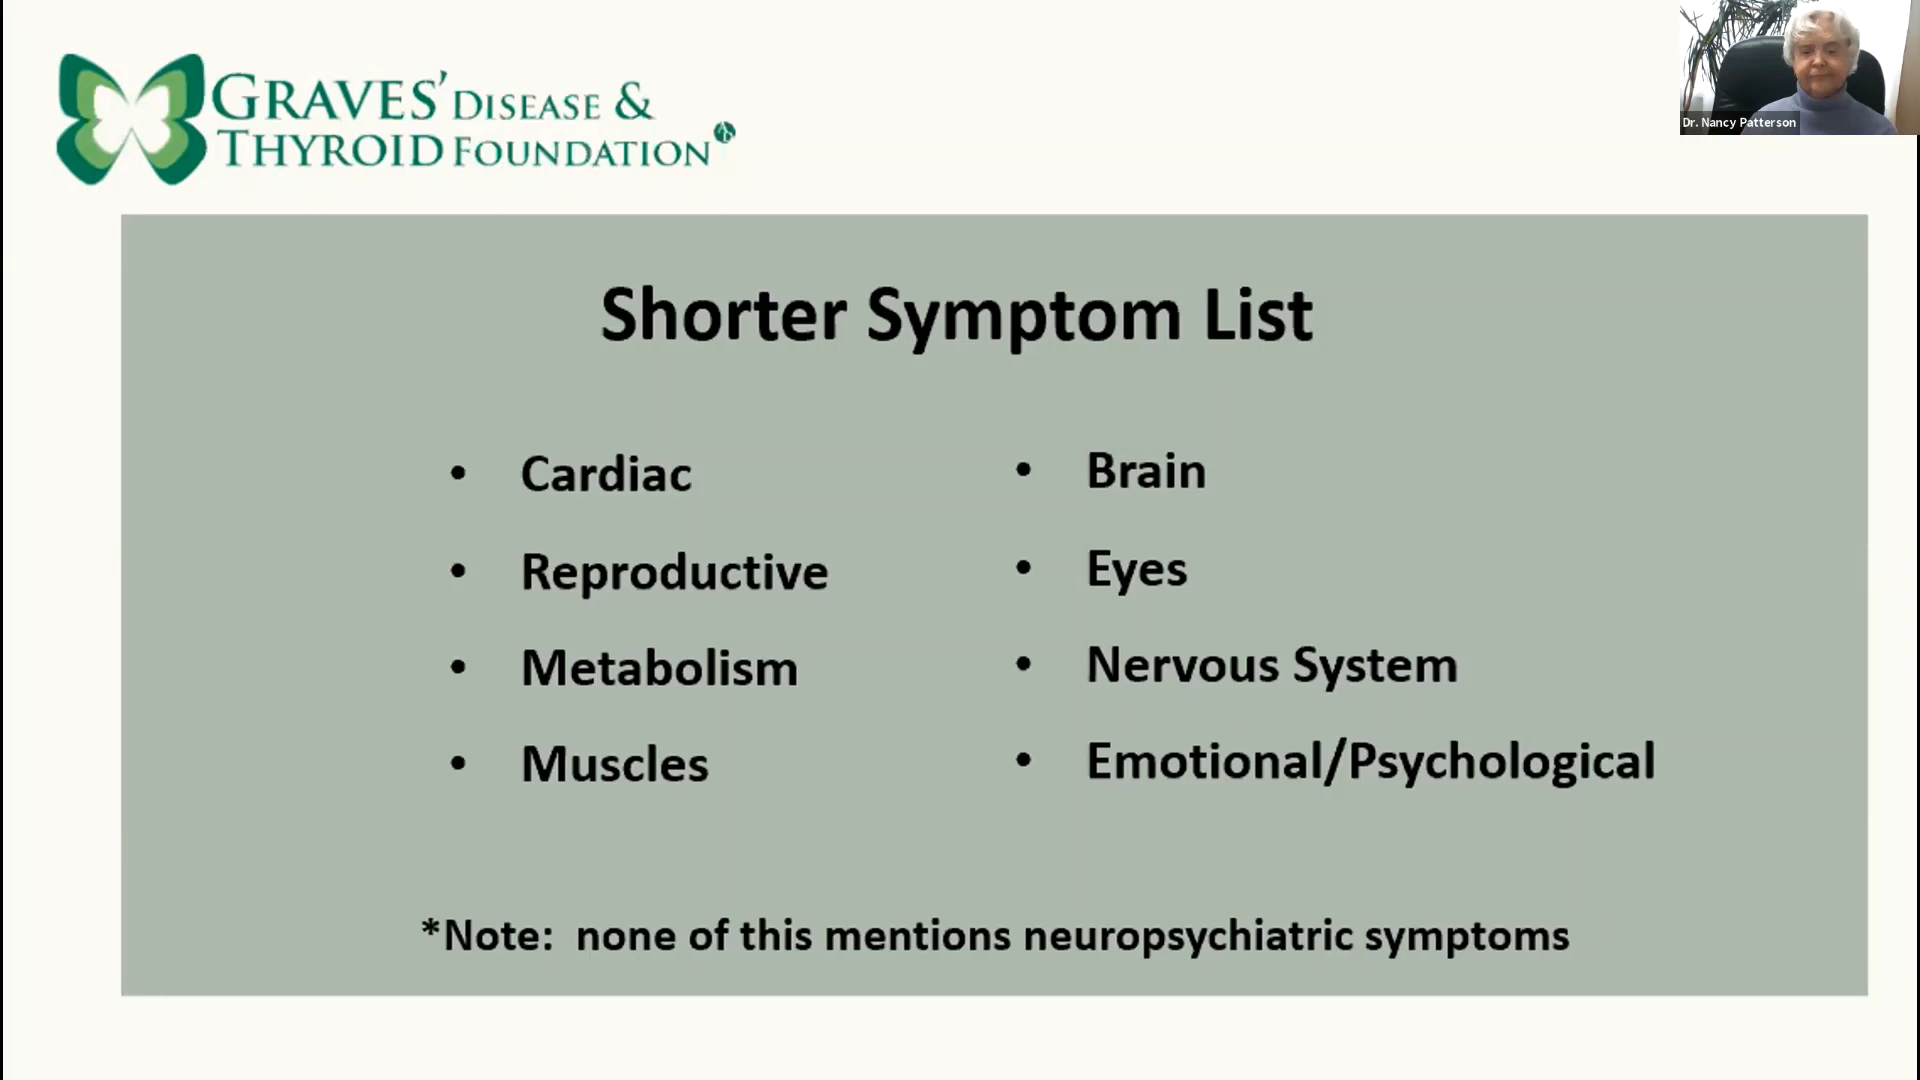 GRAVES' DISEASE &
THYROID FOUNDATION
Dr. Nancy Patterson
Shorter Symptom List
• Cardiac
• Reproductive
• Metabolism
• Muscles
• Brain
• Eyes
• Nervous System
• Emotional/Psychological
*Note: none of this mentions neuropsychiatric symptoms